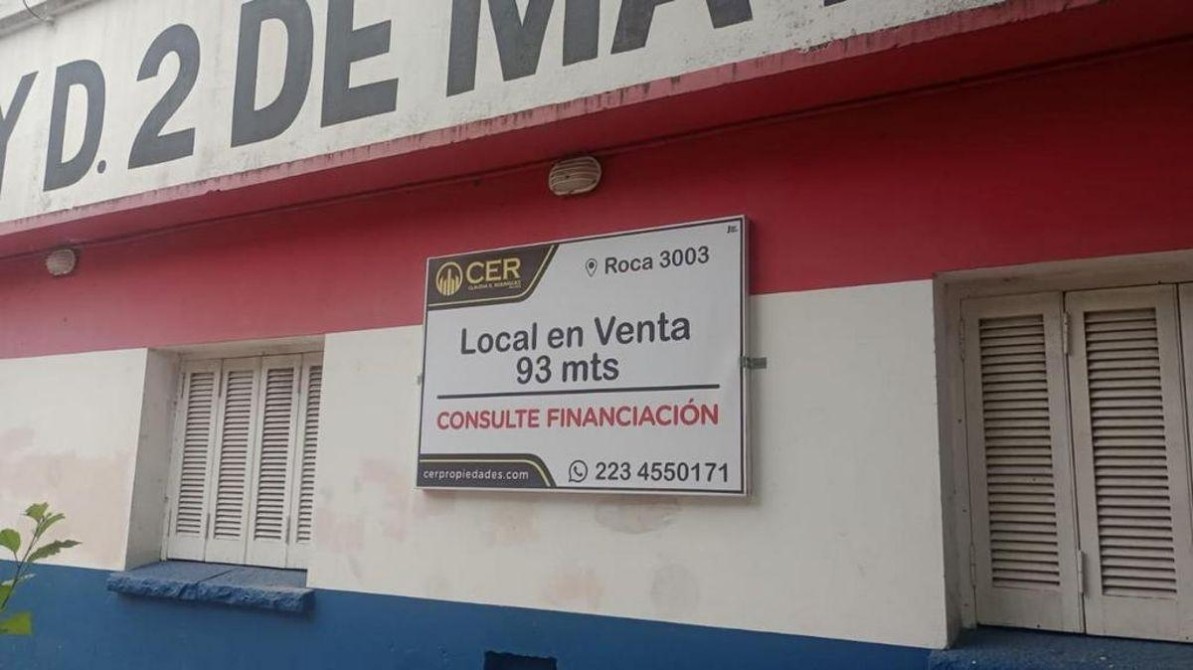 Y D. 2 DE MA
CER
Roca 3003
Local en Venta
93 mts
CONSULTE FINANCIACIÓN
cerpropiedades.com
223 4550171